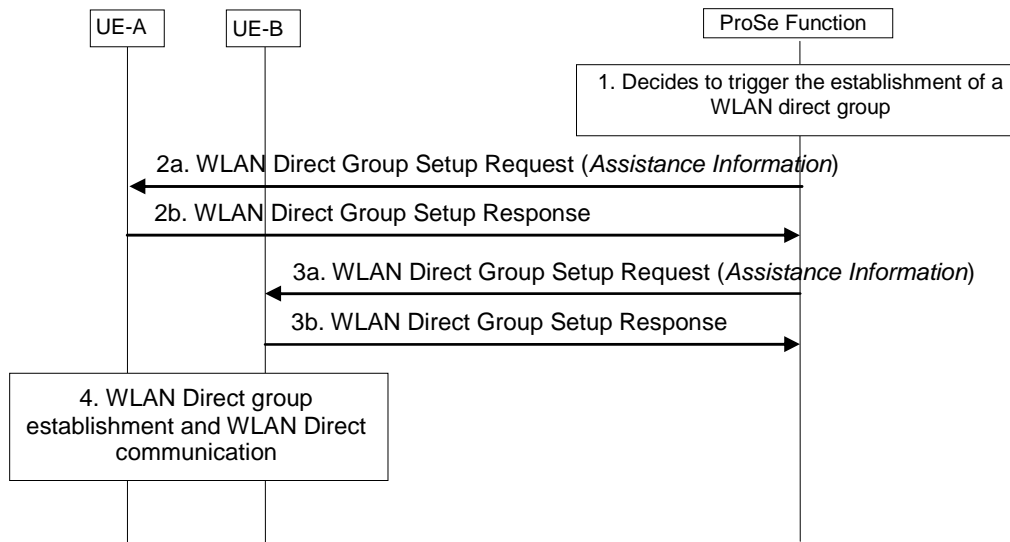 UE-A
UE-B
ProSe Function
1. Decides to trigger the establishment of a
WLAN direct group
2a. WLAN Direct Group Setup Request (Assistance Information)
2b. WLAN Direct Group Setup Response
3a. WLAN Direct Group Setup Request (Assistance Information)
3b. WLAN Direct Group Setup Response
4. WLAN Direct group
establishment and WLAN Direct
communication